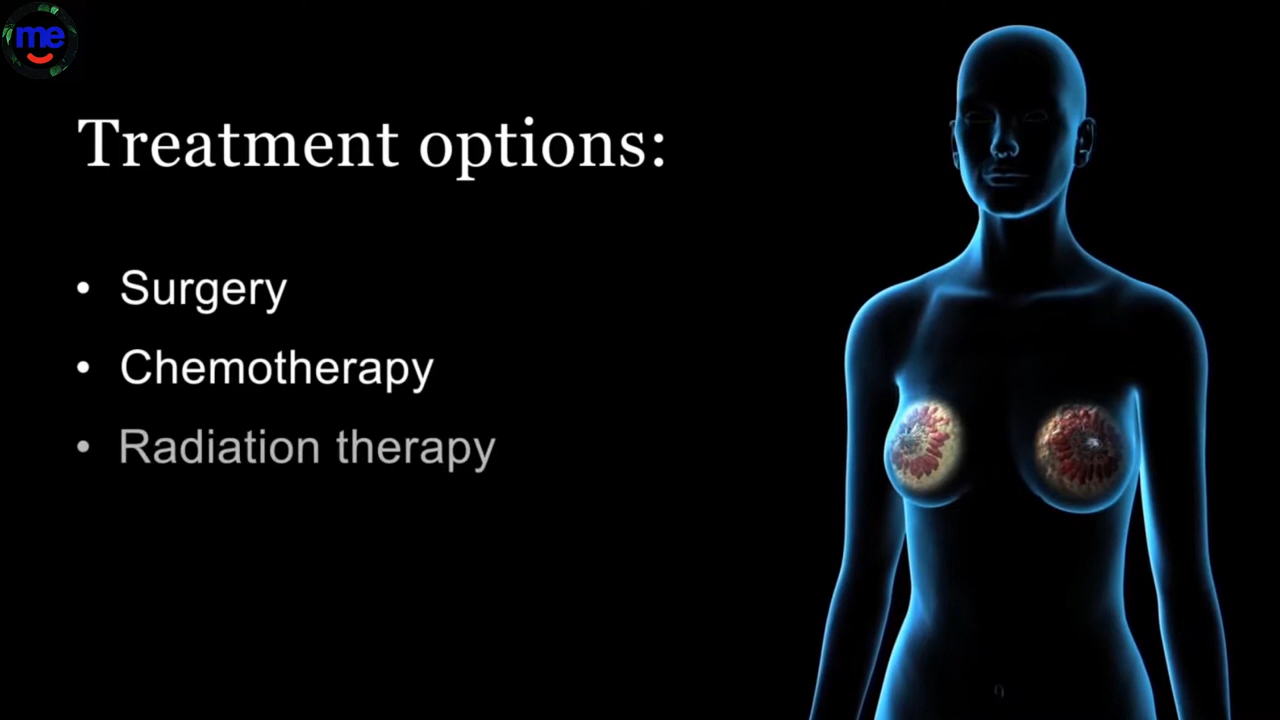 me
Treatment options:
• Surgery
• Chemotherapy
• Radiation therapy